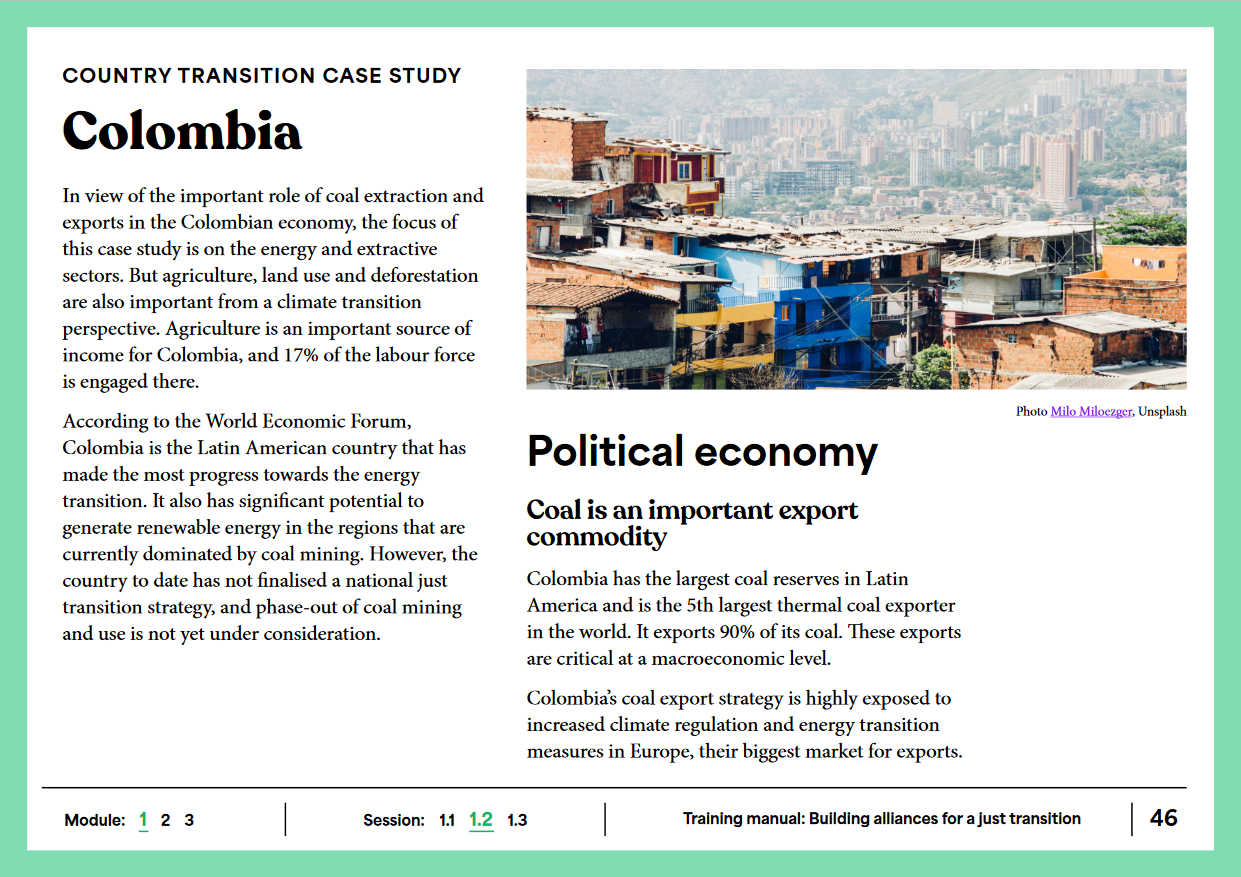 COUNTRY TRANSITION CASE STUDY
Colombia
In view of the important role of coal extraction and
exports in the Colombian economy, the focus of
this case study is on the energy and extractive
sectors. But agriculture, land use and deforestation
are also important from a climate transition
perspective. Agriculture is an important source of
income for Colombia, and 17% of the labour force
is engaged there.
According to the World Economic Forum,
Colombia is the Latin American country that has
made the most progress towards the energy
transition. It also has significant potential to
generate renewable energy in the regions that are
currently dominated by coal mining. However, the
country to date has not finalised a national just
transition strategy, and phase-out of coal mining
and use is not yet under consideration.
Photo Milo Miloezger, Unsplash
Political economy
Coal is an important export
commodity
Colombia has the largest coal reserves in Latin
America and is the 5th largest thermal coal exporter
in the world. It exports 90% of its coal. These exports
are critical at a macroeconomic level.
Colombia's coal export strategy is highly exposed to
increased climate regulation and energy transition
measures in Europe, their biggest market for exports.
Module: 1 2 3
Session: 1.1 1.2 1.3
Training manual: Building alliances for a just transition
46